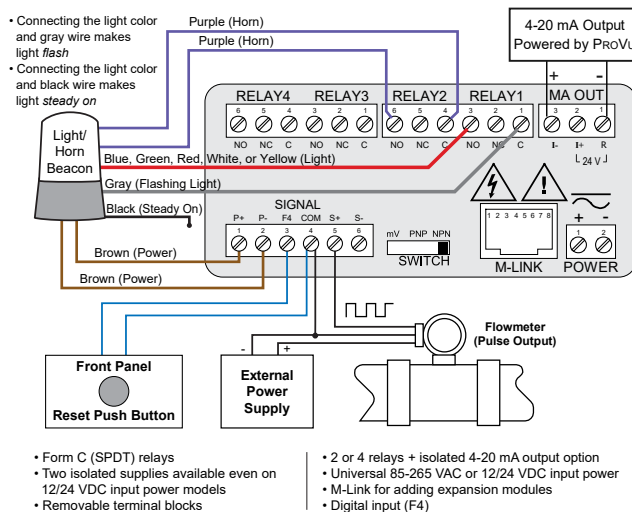 • Connecting the light color
and gray wire makes
light flash
• Connecting the light color
and black wire makes
light steady on
Purple (Horn)
Purple (Horn)
4-20 mA Output
Powered by PROVU
+ -
RELAY4 RELAY3 RELAY2 RELAY1 MA OUT
6 5 4 3 2 1 6 5 4 3 2 1 3 2 1
NO NC C NO NC C NO NC C NO NC C I- I+ R
24 V
Light/
Horn
Beacon
Blue, Green, Red, White, or Yellow (Light)
Gray (Flashing Light)
Black (Steady On)
SIGNAL
P+ P- F4 COM S+ S-
1 2 3 4 5 6
mV PNP NPN
SWITCH
1 2 3 4 5 6 7 8
M-LINK
+ -
1 2
POWER
Brown (Power)
Brown (Power)
Front Panel
Reset Push Button
- +
External
Power
Supply
Flowmeter
(Pulse Output)
• Form C (SPDT) relays
• Two isolated supplies available even on
12/24 VDC input power models
• Removable terminal blocks
• 2 or 4 relays + isolated 4-20 mA output option
• Universal 85-265 VAC or 12/24 VDC input power
• M-Link for adding expansion modules
• Digital input (F4)